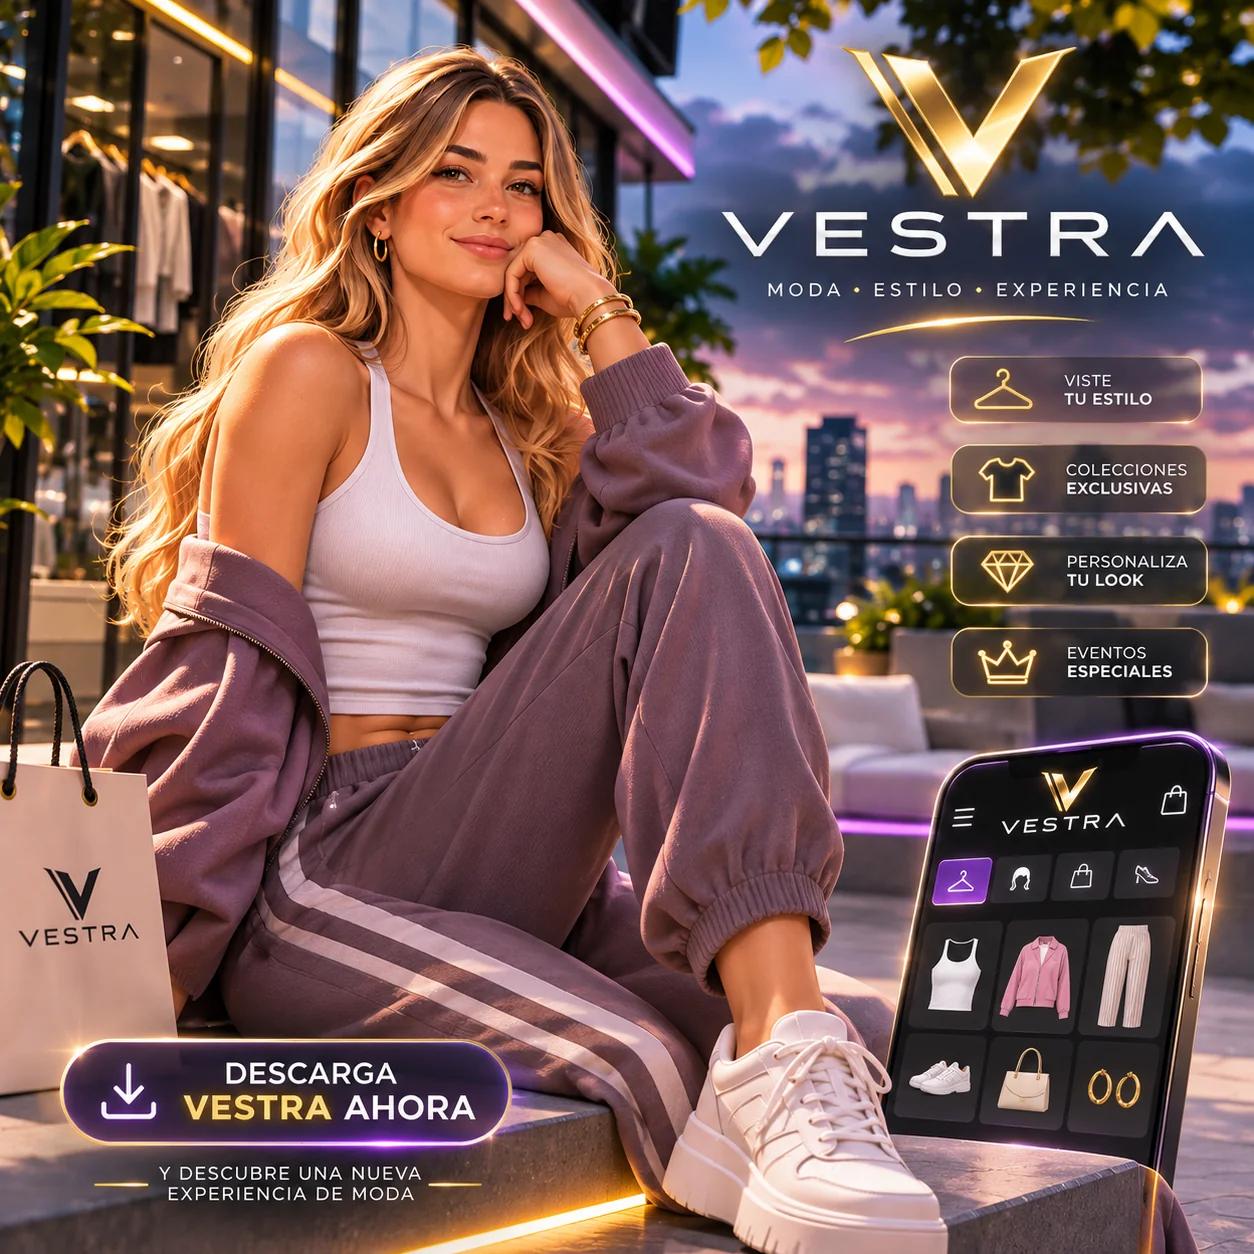 VESTRA
MODA • ESTILO • EXPERIENCIA
VISTE
TU ESTILO
COLECCIONES
EXCLUSIVAS
PERSONALIZA
TU LOOK
EVENTOS
ESPECIALES
VESTRA
VESTRA
DESCARGA
VESTRA AHORA
Y DESCUBRE UNA NUEVA
EXPERIENCIA DE MODA